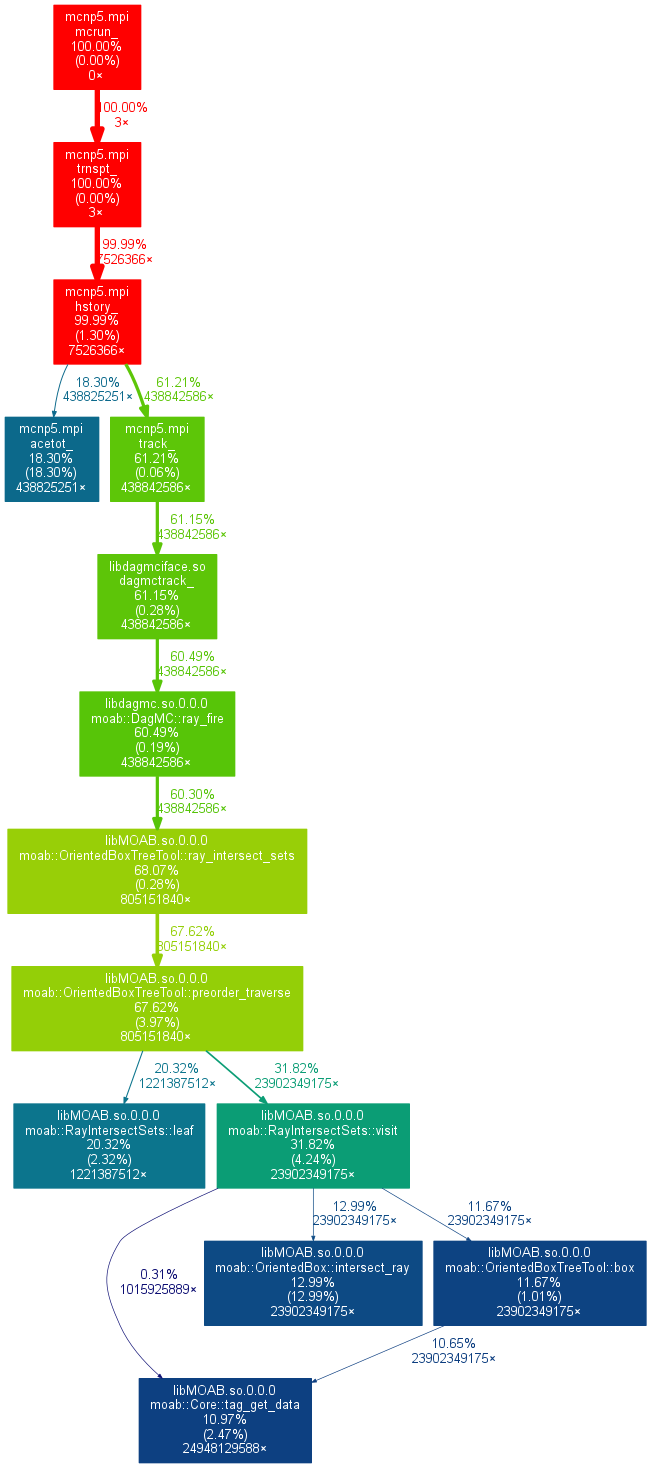 mcnp5.mpi
mcrun_
100.00%
(0.00%)
0×
100.00%
3×
mcnp5.mpi
trnspt_
100.00%
(0.00%)
3×
99.99%
7526366×
mcnp5.mpi
hstory_
99.99%
(1.30%)
7526366×
18.30%
438825251×
61.21%
438842586×
mcnp5.mpi
acetot_
18.30%
(18.30%)
438825251×
mcnp5.mpi
track_
61.21%
(0.06%)
438842586×
61.15%
438842586×
libdagmciface.so
dagmctrack_
61.15%
(0.28%)
438842586×
60.49%
438842586×
libdagmc.so.0.0.0
moab::DagMC::ray_fire
60.49%
(0.19%)
438842586×
60.30%
438842586×
libMOAB.so.0.0.0
moab::OrientedBoxTreeTool::ray_intersect_sets
68.07%
(0.28%)
805151840×
67.62%
805151840×
libMOAB.so.0.0.0
moab::OrientedBoxTreeTool::preorder_traverse
67.62%
(3.97%)
805151840×
20.32%
1221387512×
31.82%
23902349175×
libMOAB.so.0.0.0
moab::RayIntersectSets::leaf
20.32%
(2.32%)
1221387512×
libMOAB.so.0.0.0
moab::RayIntersectSets::visit
31.82%
(4.24%)
23902349175×
0.31%
1015925889×
12.99%
23902349175×
11.67%
23902349175×
libMOAB.so.0.0.0
moab::OrientedBox::intersect_ray
12.99%
(12.99%)
23902349175×
libMOAB.so.0.0.0
moab::OrientedBoxTreeTool::box
11.67%
(1.01%)
23902349175×
10.65%
23902349175×
libMOAB.so.0.0.0
moab::Core::tag_get_data
10.97%
(2.47%)
24948129588×